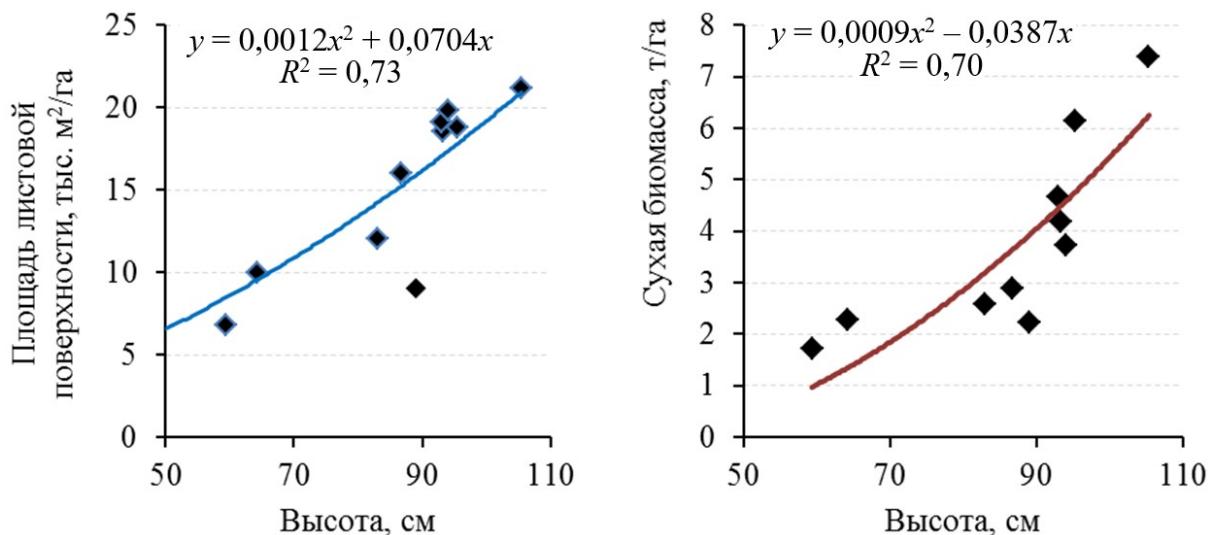 y = 0,0012x² + 0,0704x
R² = 0,73
Площадь листовой
поверхности, тыс. м²/га
25
20
15
10
5
0
50
70
90
110
Высота, см
y = 0,0009x² – 0,0387x
R² = 0,70
Сухая биомасса, т/га
8
7
6
5
4
3
2
1
0
50
70
90
110
Высота, см